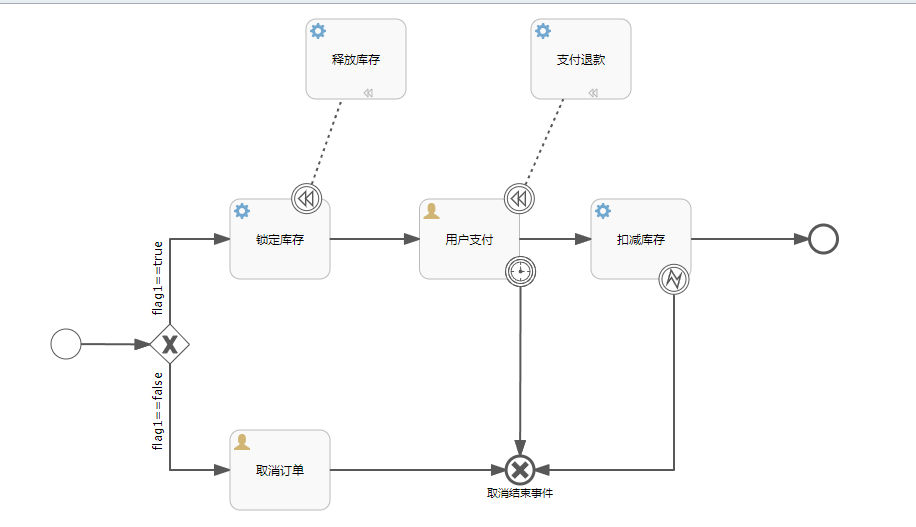 释放库存
支付退款
锁定库存
用户支付
扣减库存
flag1==true
flag1==false
取消订单
取消结束事件